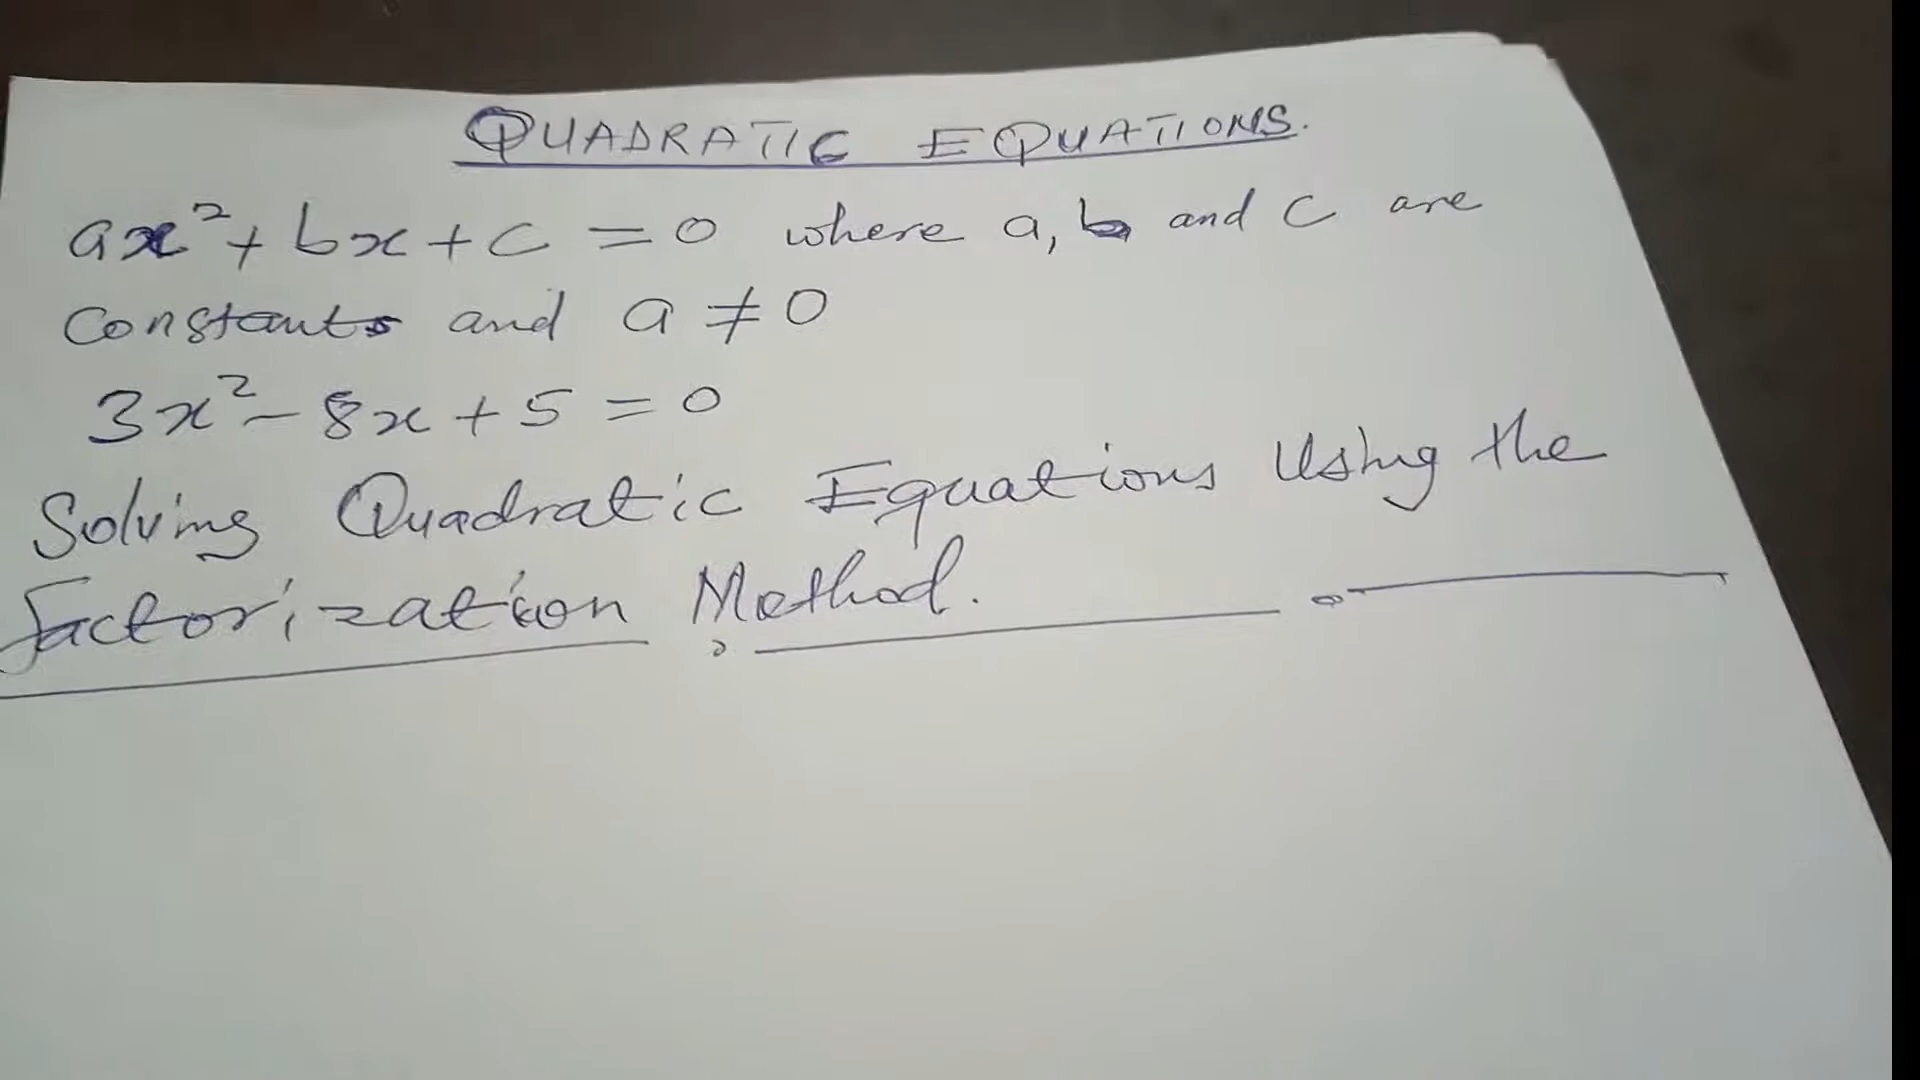 QUADRATIC EQUATIONS.
ax² + bx + c = 0 where a, b and c are
constants and a ≠ 0
3x² - 8x + 5 = 0
Solving Quadratic Equations Using the
Factorization Method.